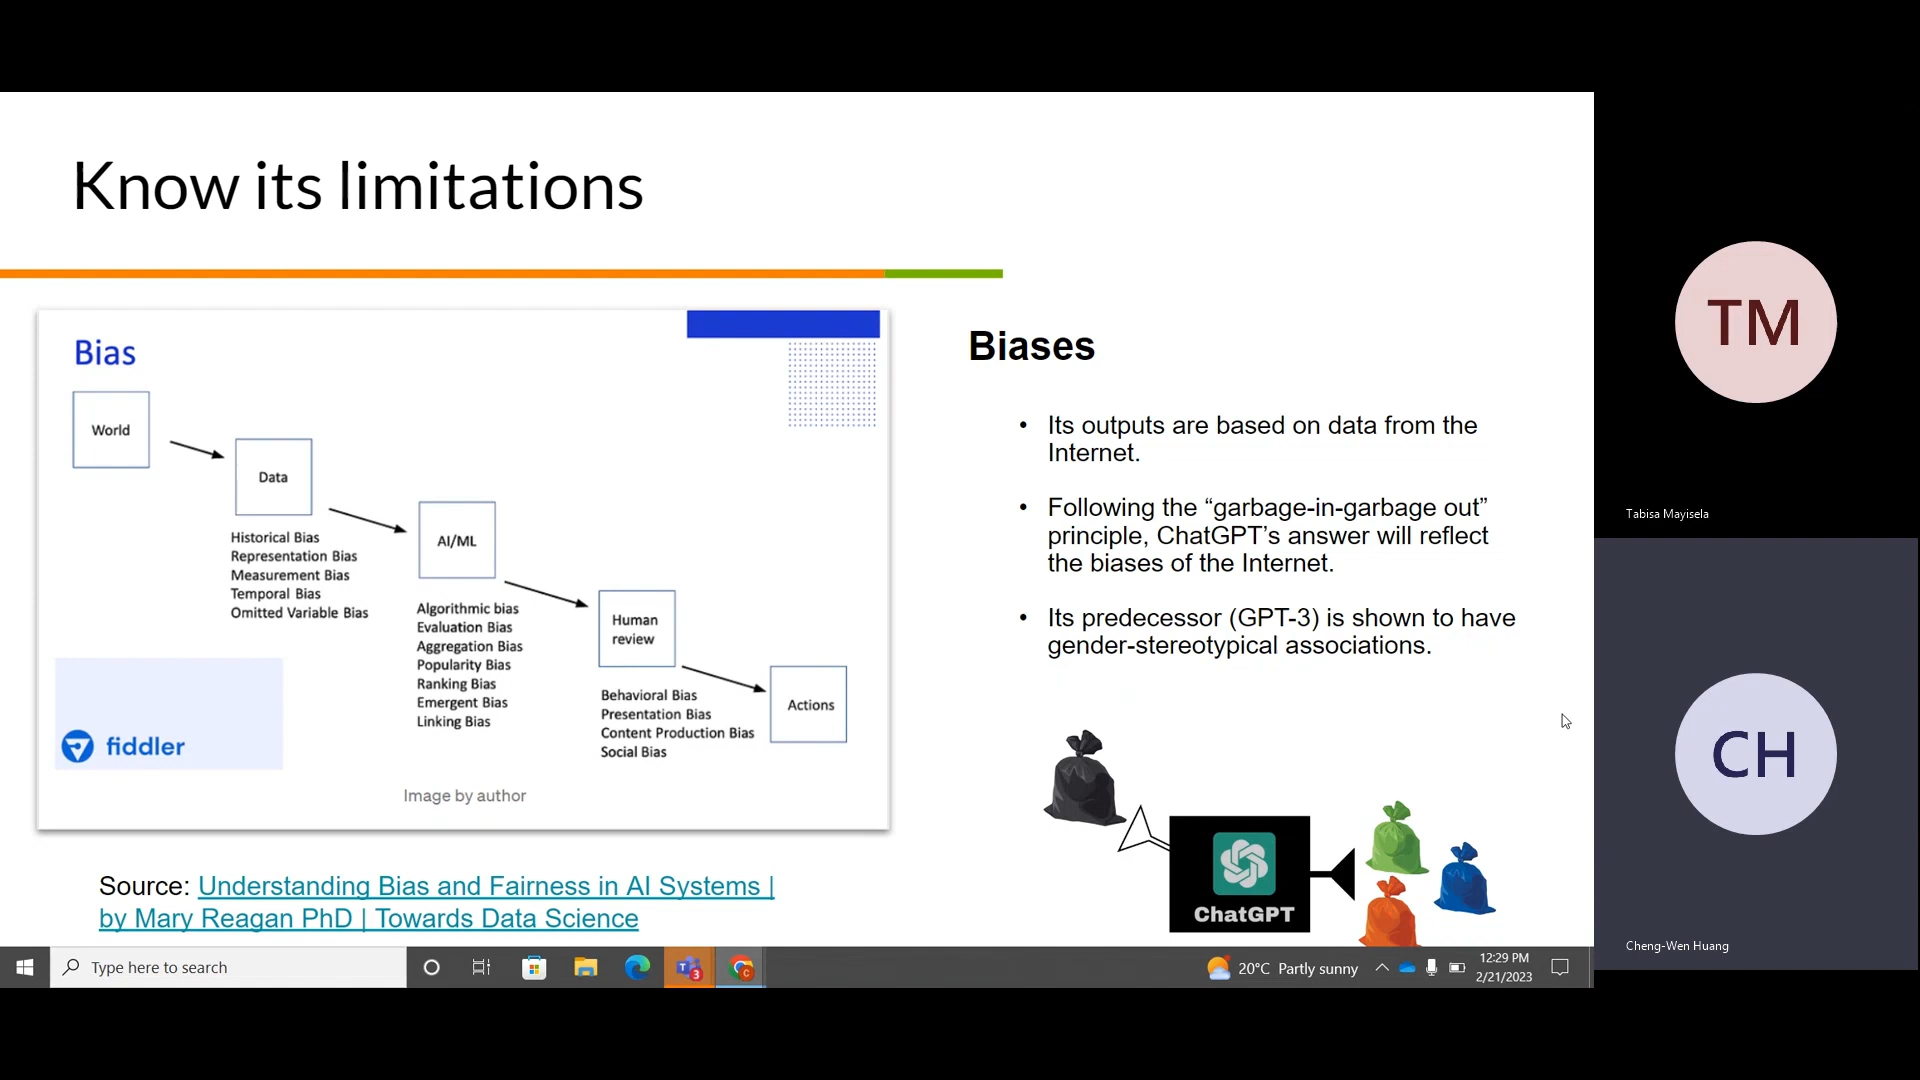 Know its limitations
Bias
World
Data
Historical Bias
Representation Bias
Measurement Bias
Temporal Bias
Omitted Variable Bias
AI/ML
Algorithmic bias
Evaluation Bias
Aggregation Bias
Popularity Bias
Ranking Bias
Emergent Bias
Linking Bias
Human
review
Behavioral Bias
Presentation Bias
Content Production Bias
Social Bias
Actions
fiddler
Image by author
Source: Understanding Bias and Fairness in AI Systems |
by Mary Reagan PhD | Towards Data Science
Biases
• Its outputs are based on data from the
Internet.
• Following the “garbage-in-garbage out”
principle, ChatGPT’s answer will reflect
the biases of the Internet.
• Its predecessor (GPT-3) is shown to have
gender-stereotypical associations.
ChatGPT
TM
Tabisa Mayisela
CH
Cheng-Wen Huang
Type here to search
3
C
20°C Partly sunny
12:29 PM
2/21/2023